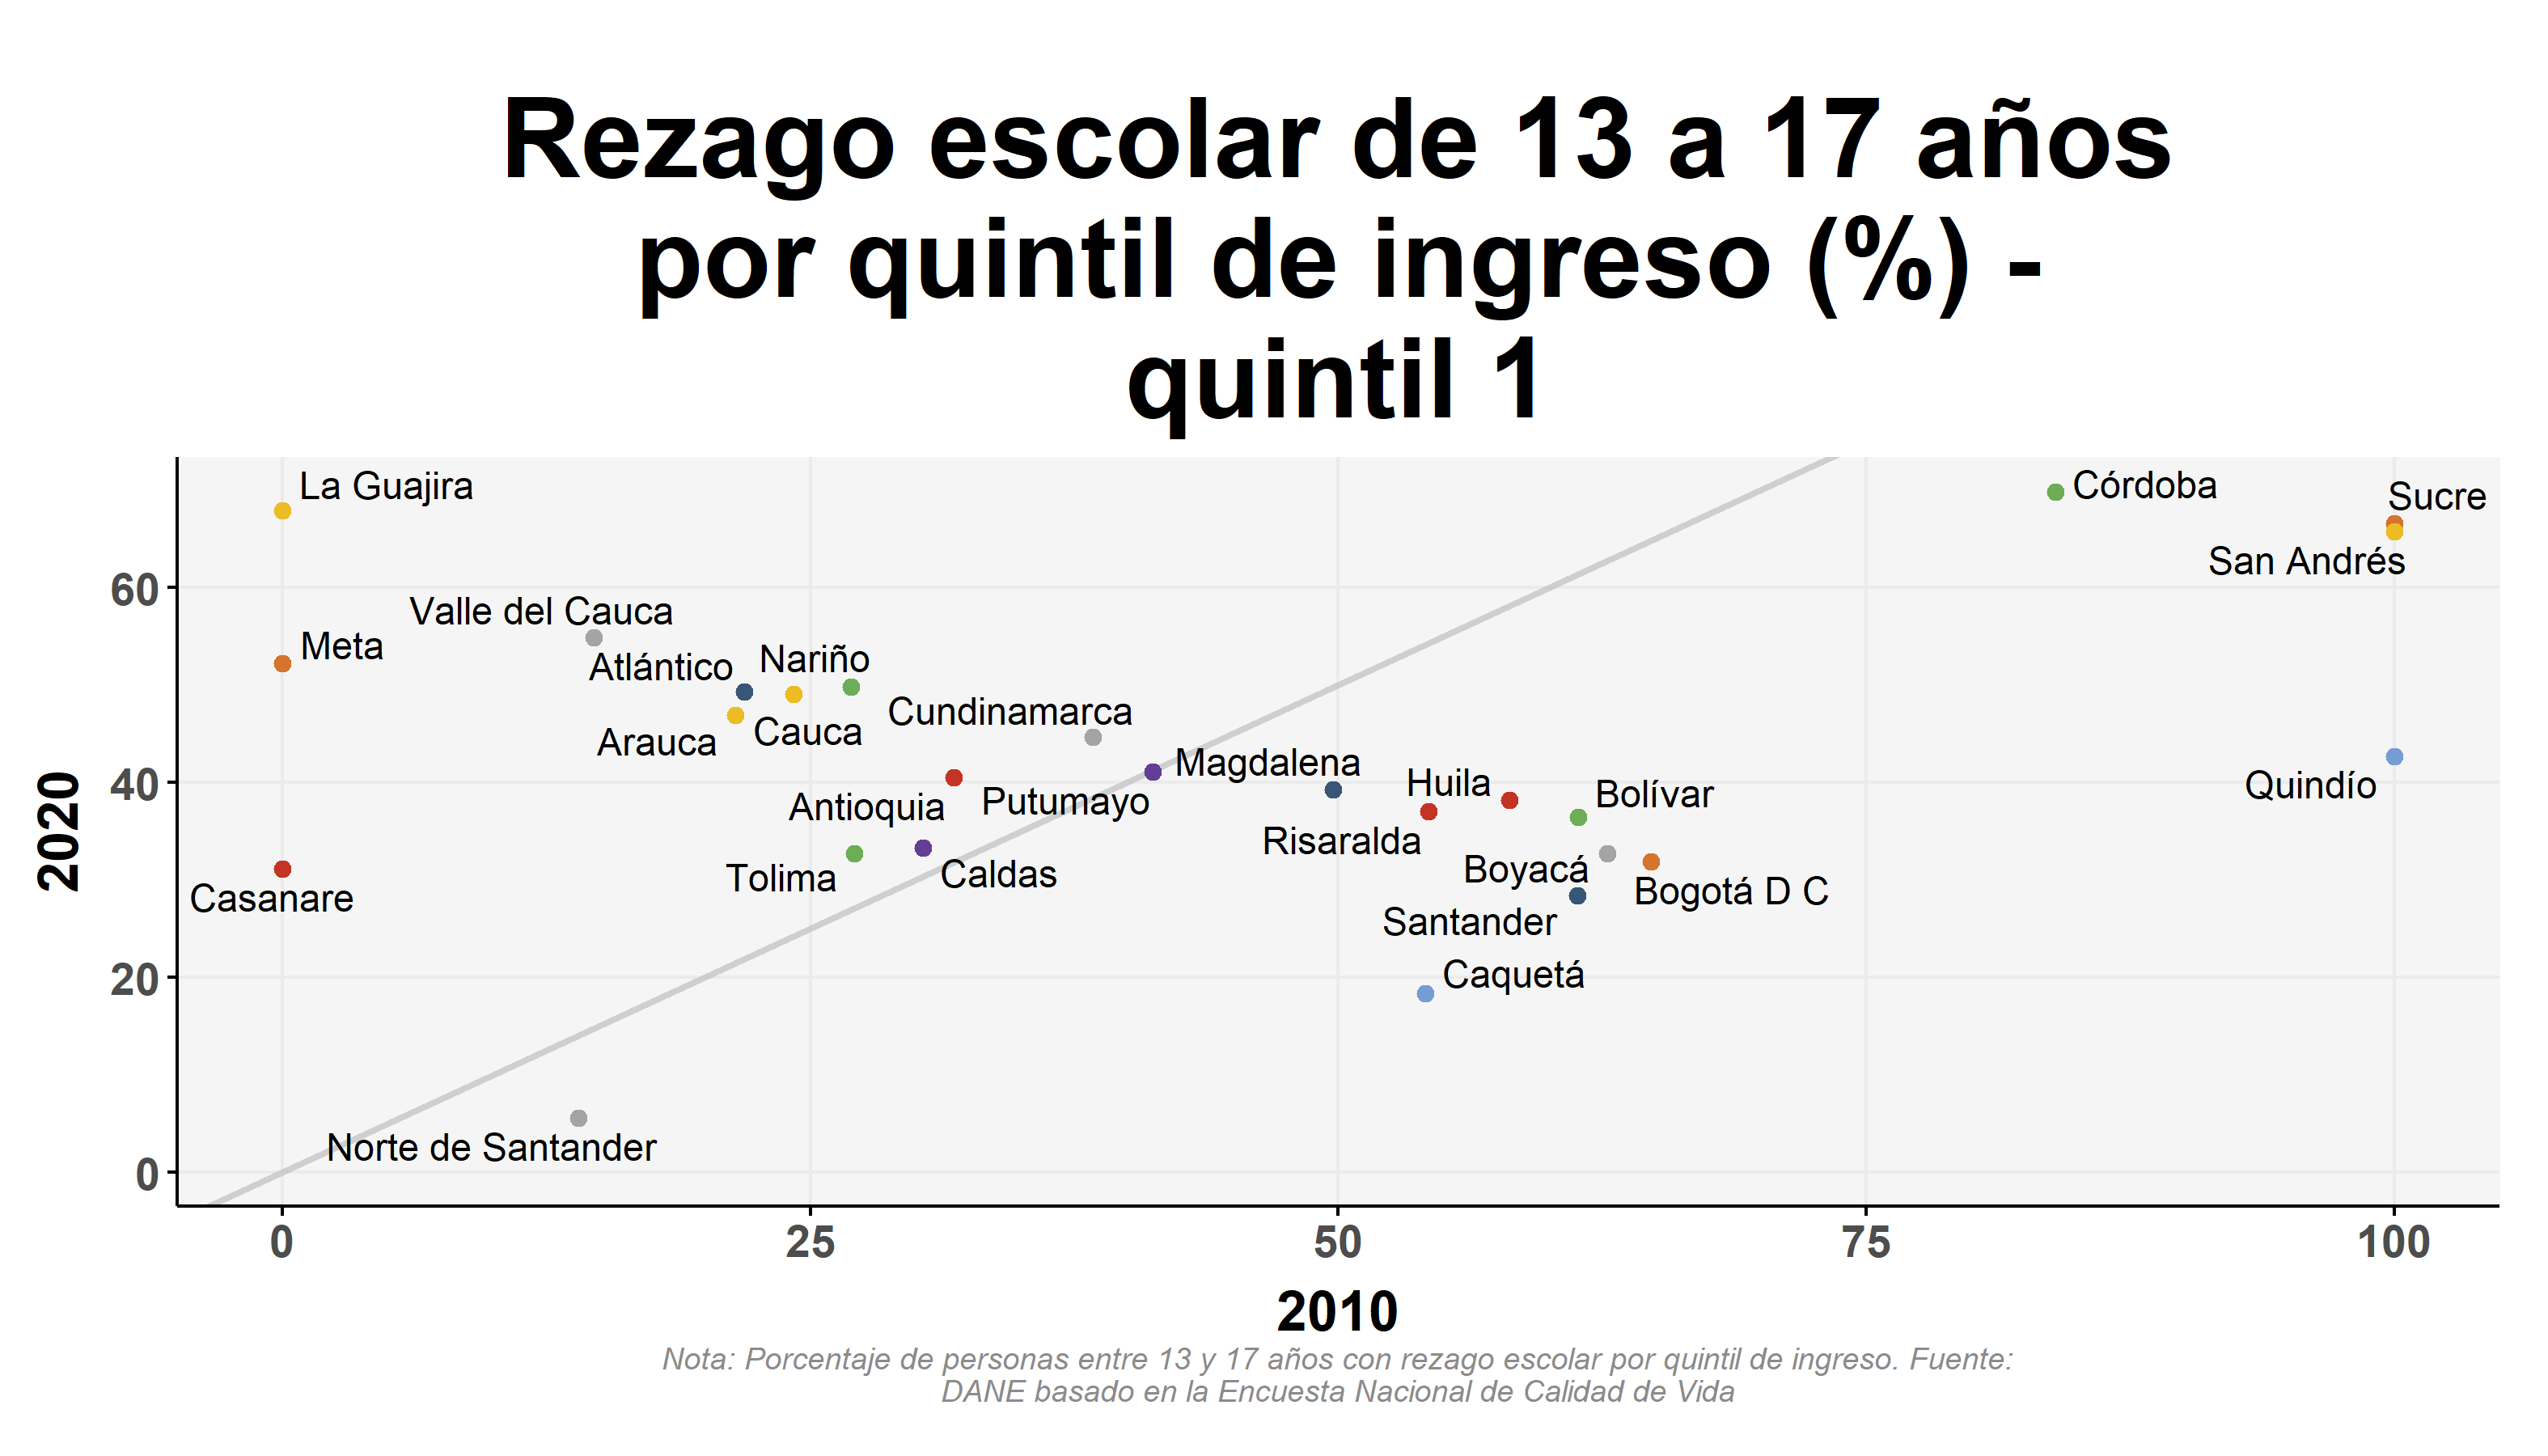 Rezago escolar de 13 a 17 años
por quintil de ingreso (%) -
quintil 1
La Guajira
Córdoba
Sucre
San Andrés
60
Valle del Cauca
Meta
Atlántico
Nariño
Cundinamarca
Arauca
Cauca
Magdalena
Huila
Bolívar
Quindío
40
Antioquia
Putumayo
Risaralda
Tolima
Caldas
Boyacá
Bogotá D C
Casanare
Santander
20
Caquetá
Norte de Santander
0
2020
0
25
50
75
100
2010
Nota: Porcentaje de personas entre 13 y 17 años con rezago escolar por quintil de ingreso. Fuente:
DANE basado en la Encuesta Nacional de Calidad de Vida